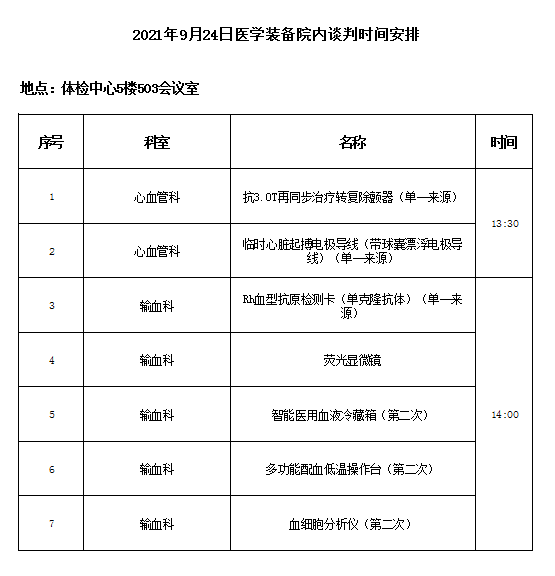 2021年9月24日医学装备院内谈判时间安排
地点：体检中心5楼503会议室
序号 科室 名称 时间
1 心血管科 抗3.0T再同步治疗转复除颤器（单一来源） 13:30
2 心血管科 临时心脏起搏电极导线（带球囊漂浮电极导
线）（单一来源）
3 输血科 Rh血型抗原检测卡（单克隆抗体）（单一来
源）
4 输血科 荧光显微镜
5 输血科 智能医用血液冷藏箱（第二次） 14:00
6 输血科 多功能配血低温操作台（第二次）
7 输血科 血细胞分析仪（第二次）